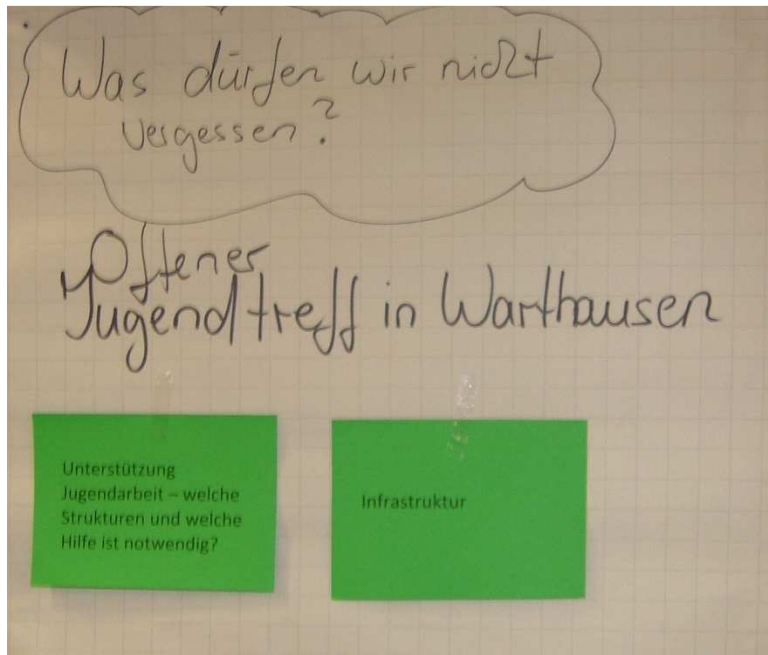 Was dürfen wir nicht
vergessen?
Offener
Jugendtreff in Warthausen
Unterstützung
Jugendarbeit – welche
Strukturen und welche
Hilfe ist notwendig?
Infrastruktur